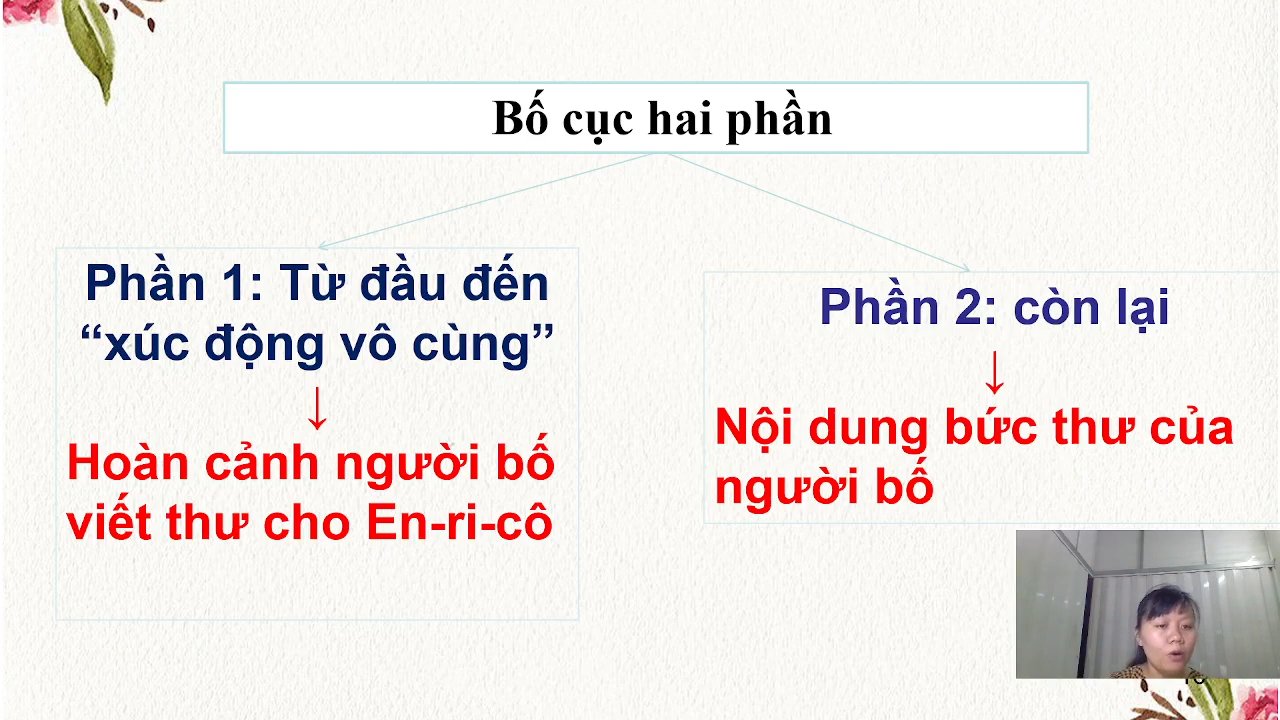 Bố cục hai phần
Phần 1: Từ đầu đến
“xúc động vô cùng”
↓
Hoàn cảnh người bố
viết thư cho En-ri-cô
Phần 2: còn lại
↓
Nội dung bức thư của
người bố